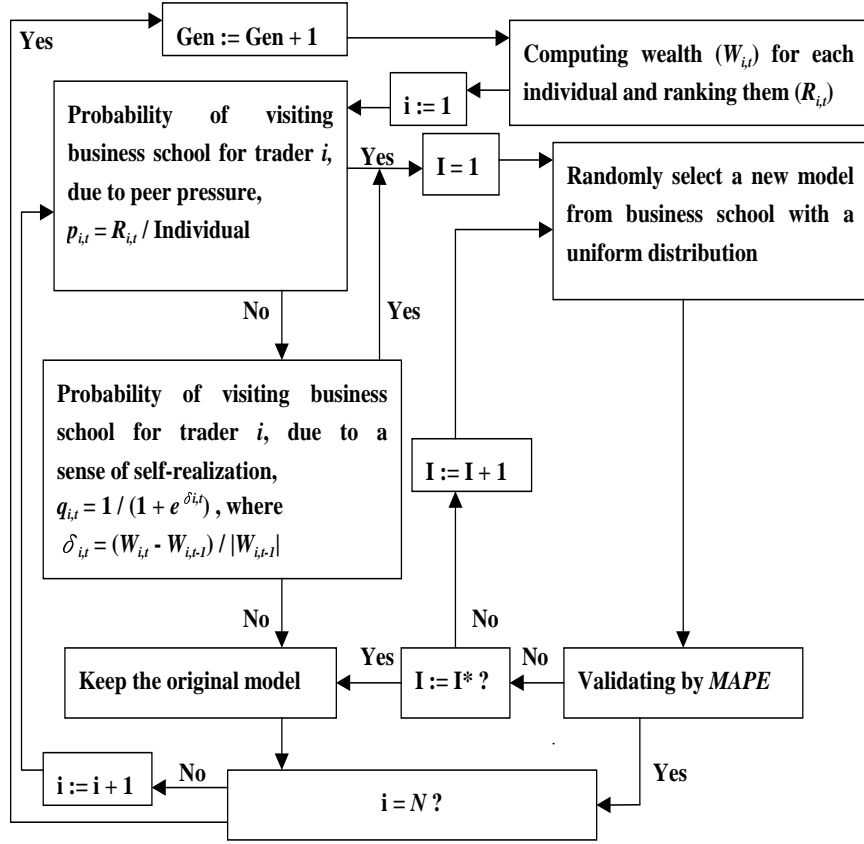 Yes
Gen := Gen + 1
Computing wealth (W_{i,t}) for each
individual and ranking them (R_{i,t})
i := 1
Probability of visiting
business school for trader i,
due to peer pressure,
p_{i,t} = R_{i,t} / Individual
Yes
I = 1
Randomly select a new model
from business school with a
uniform distribution
No
Yes
Probability of visiting business
school for trader i, due to a
sense of self-realization,
q_{i,t} = 1 / (1 + e^{δ_{i,t}}) , where
δ_{i,t} = (W_{i,t} - W_{i,t-1}) / |W_{i,t-1}|
I := I + 1
No
No
Keep the original model
Yes
I := I* ?
No
Validating by MAPE
i := i + 1
No
i = N ?
Yes